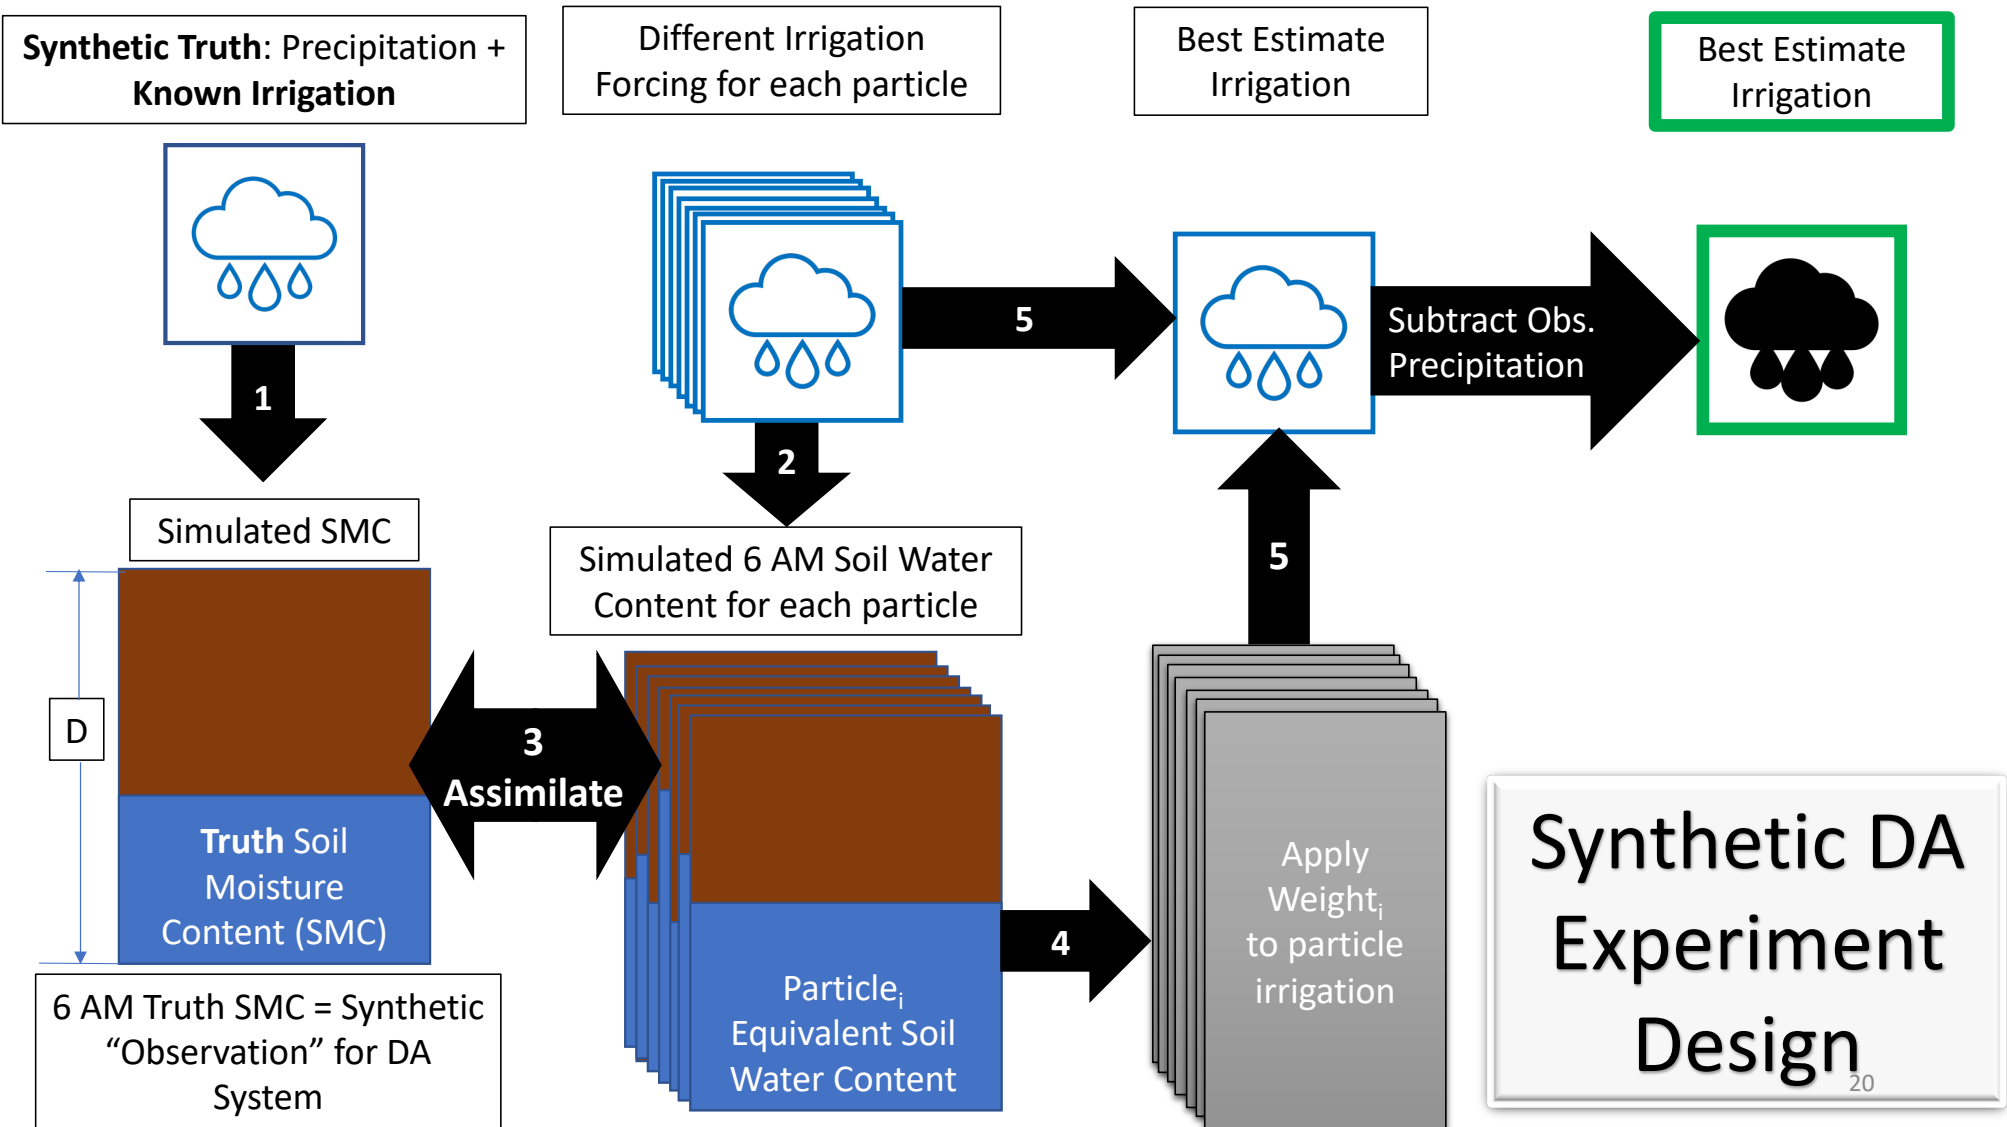 Synthetic Truth: Precipitation +
Known Irrigation
Different Irrigation
Forcing for each particle
Best Estimate
Irrigation
Best Estimate
Irrigation
1
2
5
Subtract Obs.
Precipitation
Simulated SMC
Simulated 6 AM Soil Water
Content for each particle
5
D
3
Assimilate
Truth Soil
Moisture
Content (SMC)
4
Particlei
Equivalent Soil
Water Content
Apply
Weighti
to particle
irrigation
6 AM Truth SMC = Synthetic
“Observation” for DA
System
Synthetic DA
Experiment
Design
20